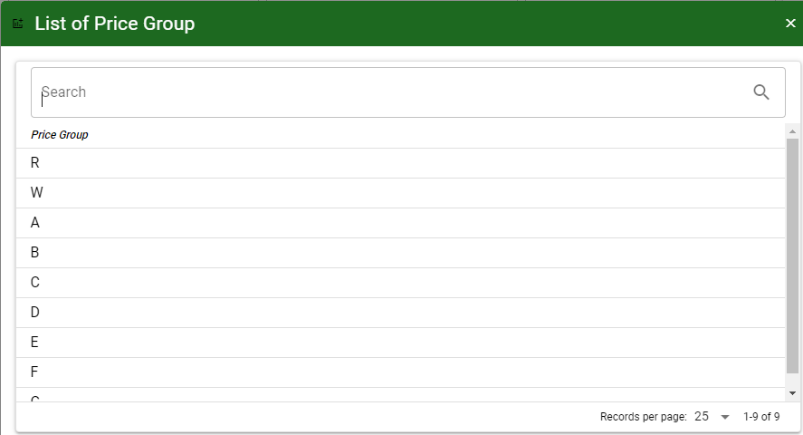 List of Price Group
Search
Price Group
R
W
A
B
C
D
E
F
Records per page: 25 1-9 of 9